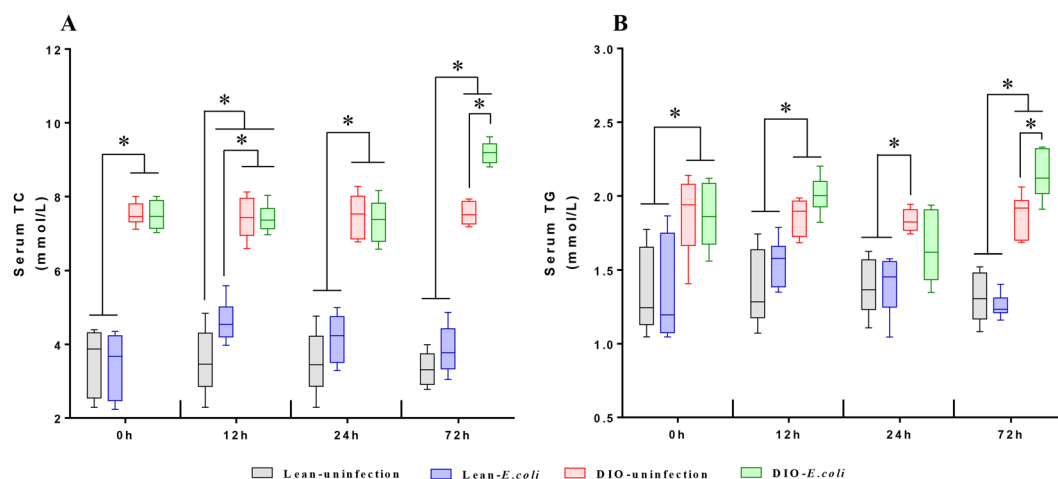 A
Serum TC
(mmol/L)
12
10
8
6
4
2
*
*
*
*
*
*
0h
12h
24h
72h
B
Serum TG
(mmol/L)
3.0
2.5
2.0
1.5
1.0
0.5
*
*
*
*
*
0h
12h
24h
72h
Lean-uninfection
Lean-E.coli
DIO-uninfection
DIO-E.coli